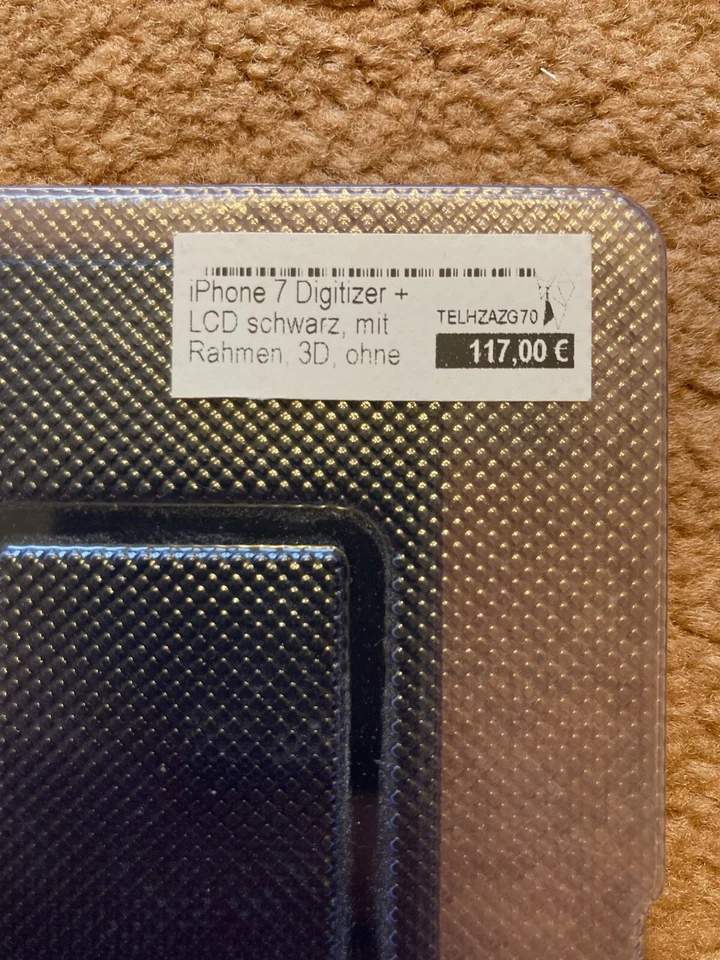 iPhone 7 Digitizer +
LCD schwarz, mit
Rahmen, 3D, ohne
TELHZAZG70
117,00 €